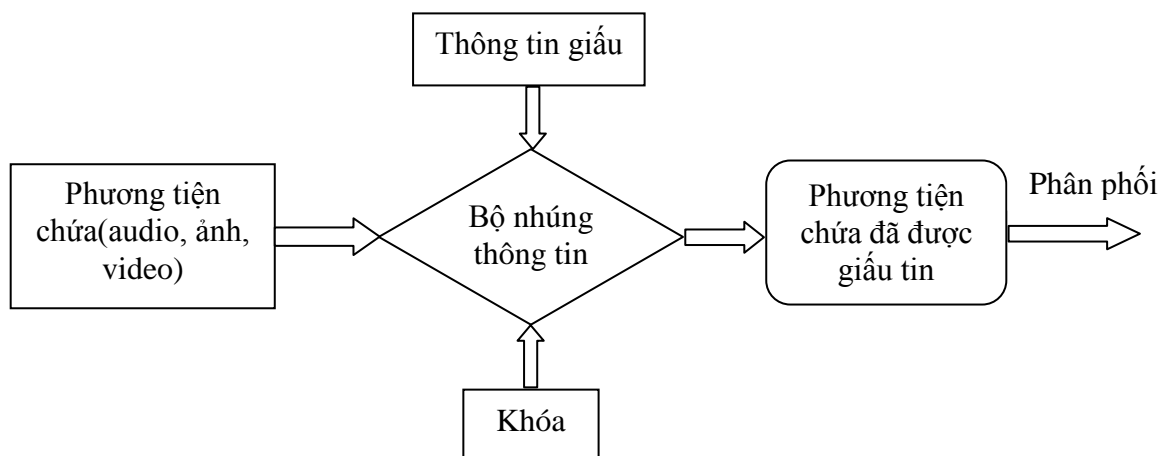 Thông tin giấu
Phương tiện
chứa(audio, ảnh,
video)
Bộ nhúng
thông tin
Phương tiện
chứa đã được
giấu tin
Phân phối
Khóa